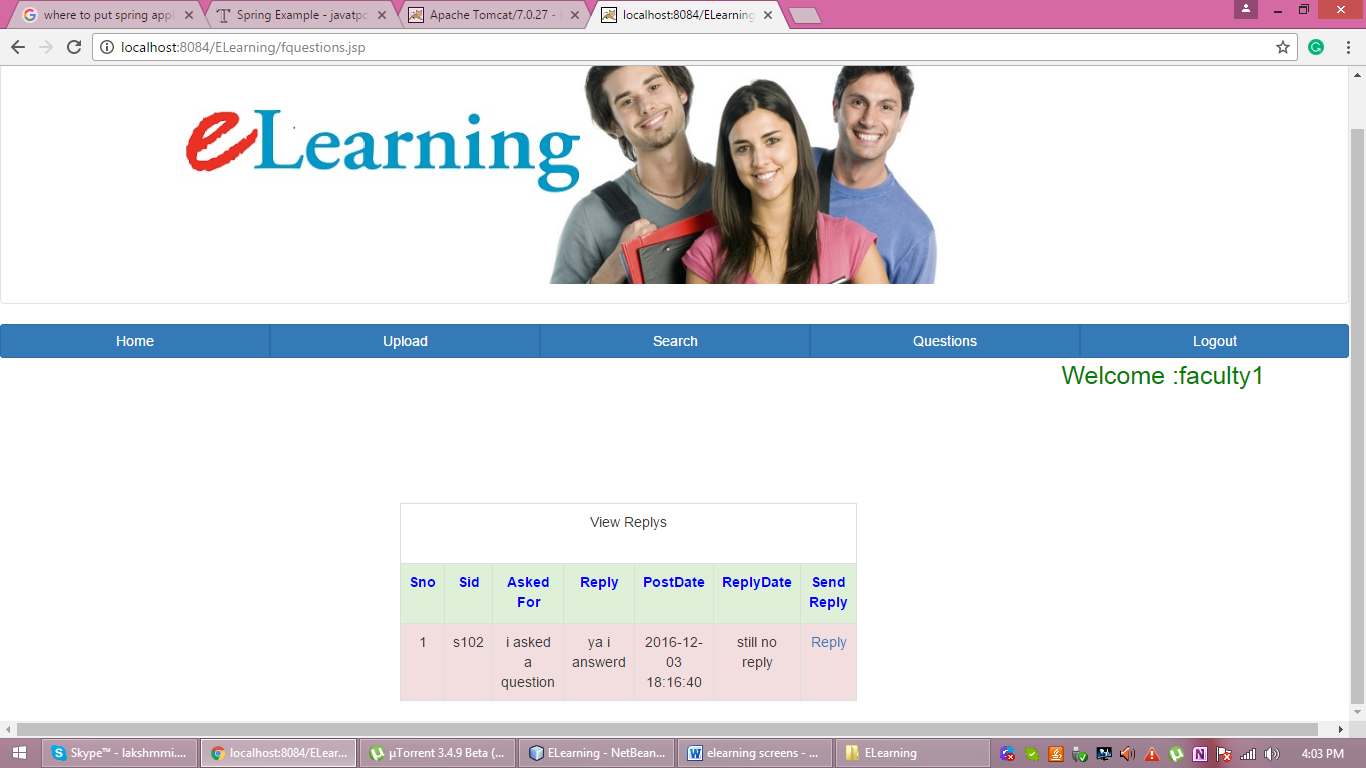 where to put spring appl
Spring Example - javatpo
Apache Tomcat/7.0.27 -
localhost:8084/ELearning
localhost:8084/ELearning/fquestions.jsp
eLearning
Home Upload Search Questions Logout
Welcome :faculty1
View Replys
Sno Sid Asked For Reply PostDate ReplyDate Send Reply
1 s102 i asked a question ya i answerd 2016-12-03 18:16:40 still no reply Reply
Skype™ - lakshmmi....
localhost:8084/ELear...
µTorrent 3.4.9 Beta (...
ELearning - NetBean...
elearning screens - ...
ELearning
4:03 PM